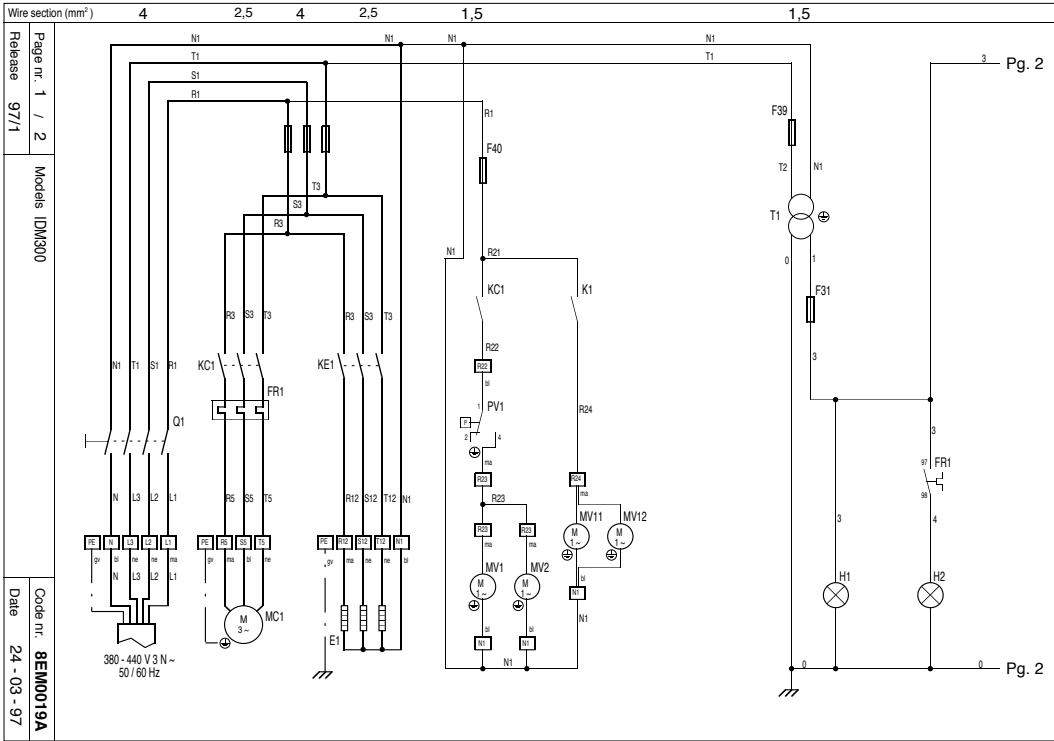 Wire section (mm²) 4 2,5 4 2,5 1,5 1,5
Page nr. 1 / 2
Release 97/1
Models IDM300
Code nr. 8EM0019A
Date 24 - 03 - 97
N1 N1 N1
T1 T1
S1
R1
3 Pg. 2
R1
F39
F40
T2 N1
T3
S3
R3
T1
N1 R21
0 1
KC1 K1
F31
R3 S3 T3 R3 S3 T3
R22
3
N1 T1 S1 R1
KC1 KE1
R22
bl
FR1
1 PV1
P
R24
Q1
2 4
3
ma
97 FR1
98
R23 R24
ma
N L3 L2 L1
R5 S5 T5
R12 S12 T12 N1
R23
3 4
MV11 MV12
R23 R23
M 1~ M 1~
ma ma
PE N L3 L2 L1
PE R5 S5 T5
PE R12 S12 T12 N1
gv bl ne ne ma
gv ma bl ne
gv ma ne ne bl
N L3 L2 L1
MV1 MV2
M 1~ M 1~
bl
H1 H2
N1
M 3~ MC1
N1
bl bl
E1
N1 N1
380 - 440 V 3 N ~
50 / 60 Hz
N1
0 0 Pg. 2